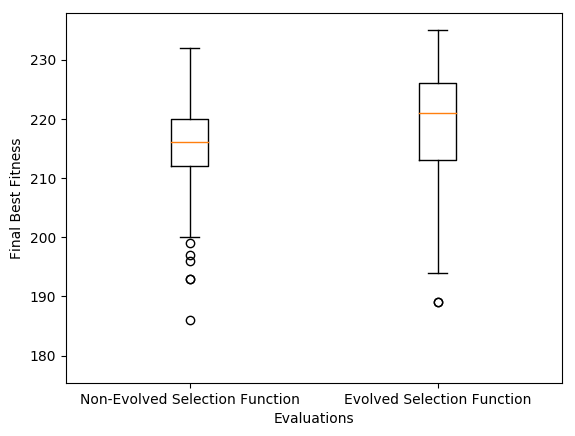 Final Best Fitness
230
220
210
200
190
180
Non-Evolved Selection Function
Evolved Selection Function
Evaluations